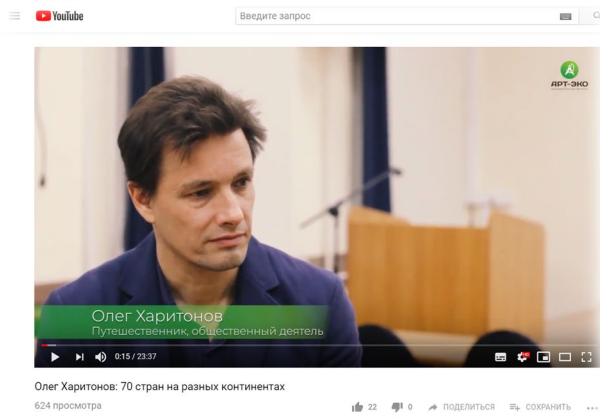 YouTube
Введите запрос
АРТ-ЭКО
Олег Харитонов
Путешественник, общественный деятель
0:15 / 23:37
Олег Харитонов: 70 стран на разных континентах
624 просмотра
22
0
ПОДЕЛИТЬСЯ
СОХРАНИТЬ